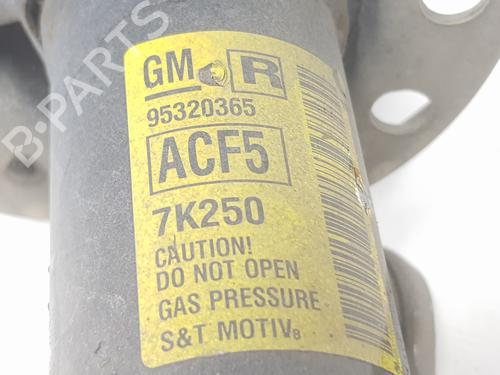 GM R
95320365
ACF5
7K250
CAUTION!
DO NOT OPEN
GAS PRESSURE
S&T MOTIV B
B-PARTS